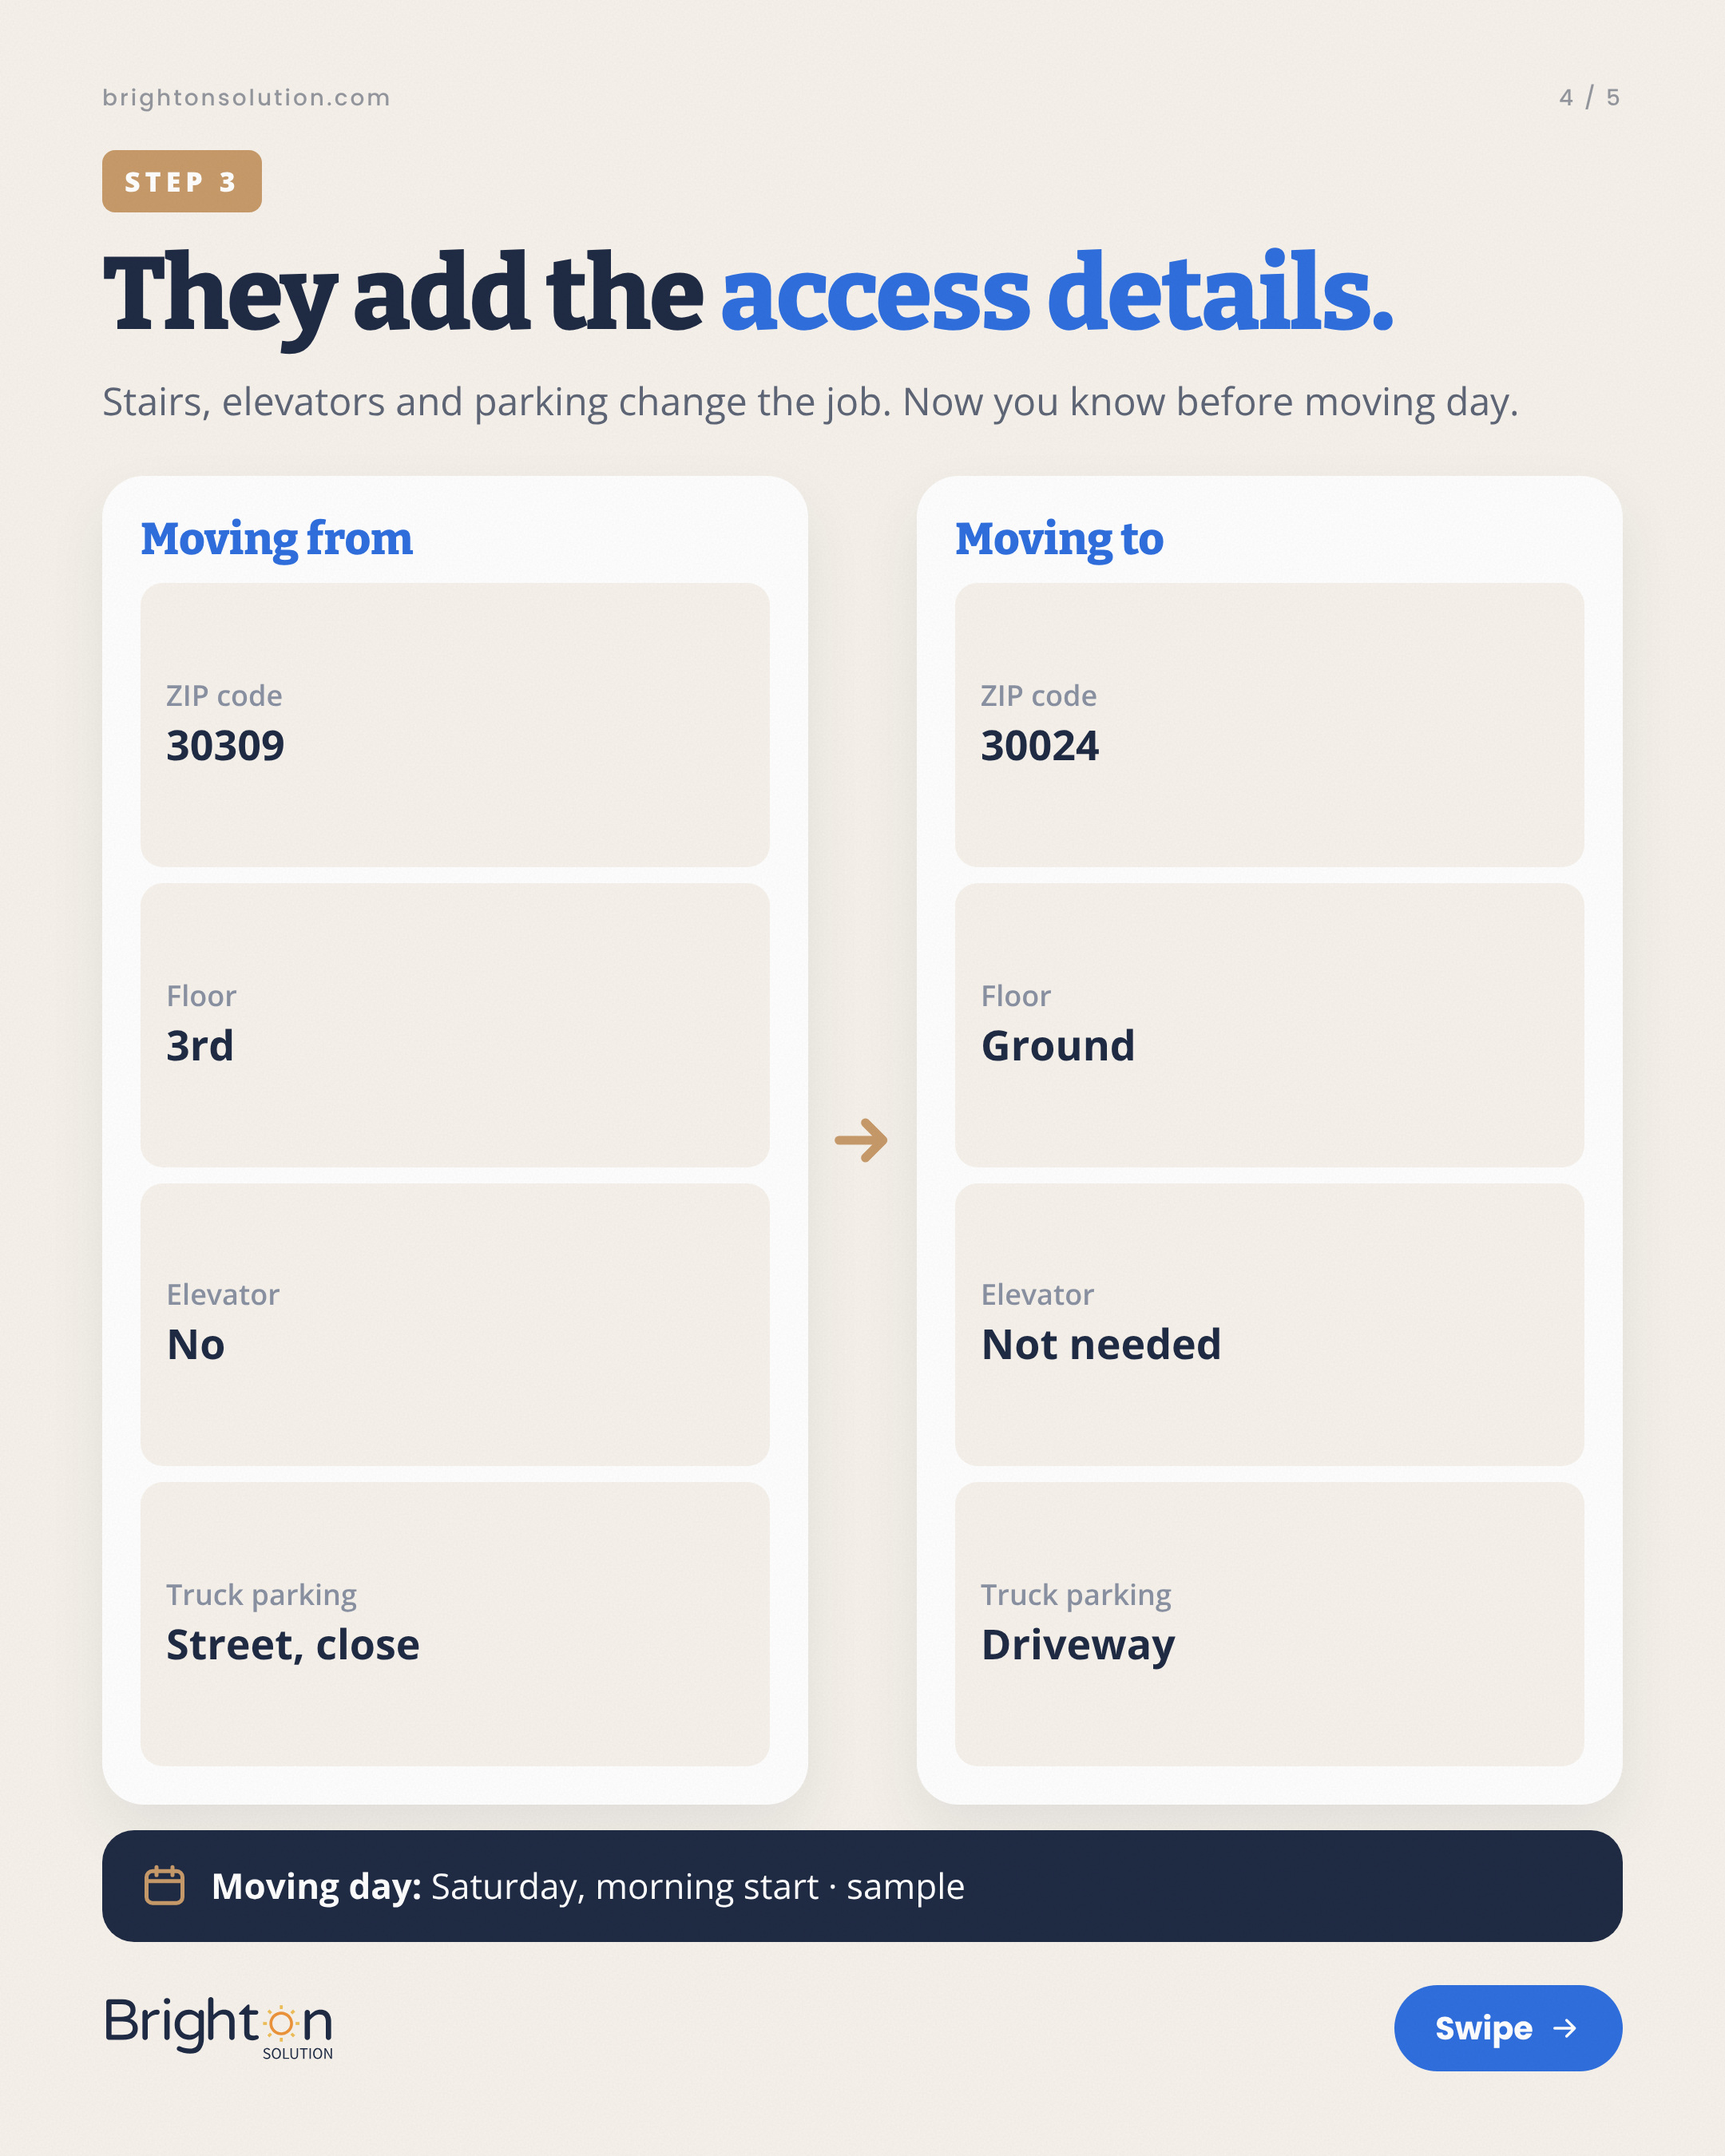 brightonsolution.com
4 / 5
STEP 3
They add the access details.
Stairs, elevators and parking change the job. Now you know before moving day.
Moving from
ZIP code
30309
Floor
3rd
Elevator
No
Truck parking
Street, close
Moving to
ZIP code
30024
Floor
Ground
Elevator
Not needed
Truck parking
Driveway
Moving day: Saturday, morning start · sample
Brighton
SOLUTION
Swipe →